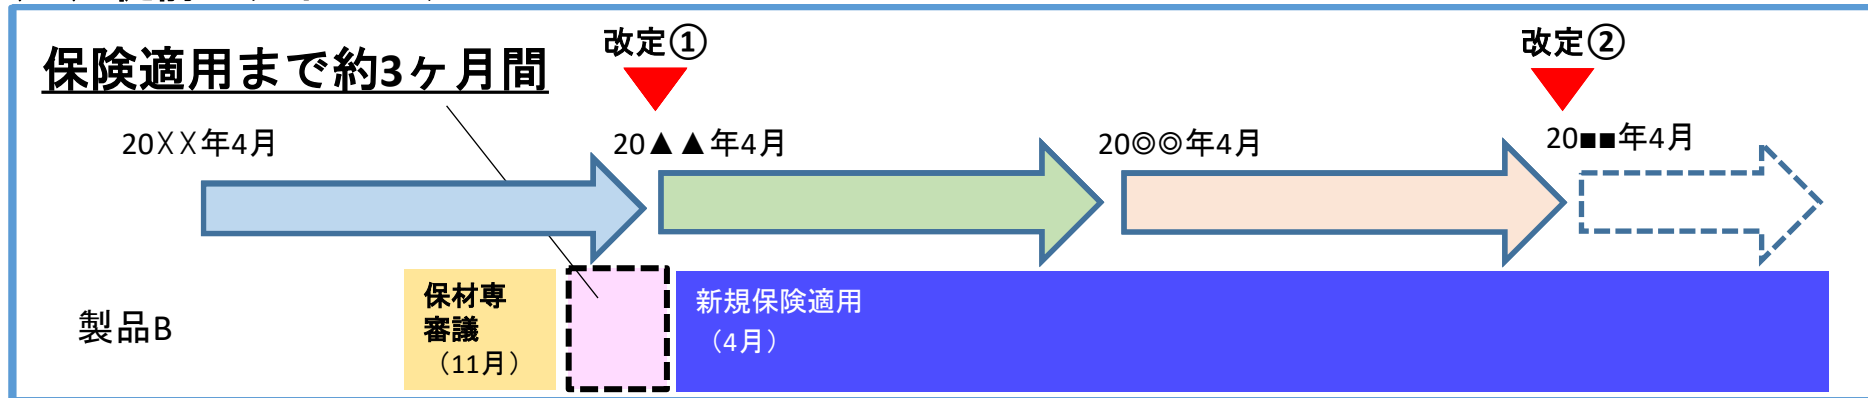 改定① 改定②
保険適用まで約3ヶ月間
20XX年4月 20▲▲年4月 20◎◎年4月 20■■年4月
保材専
審議
（11月）
新規保険適用
（4月）
製品B